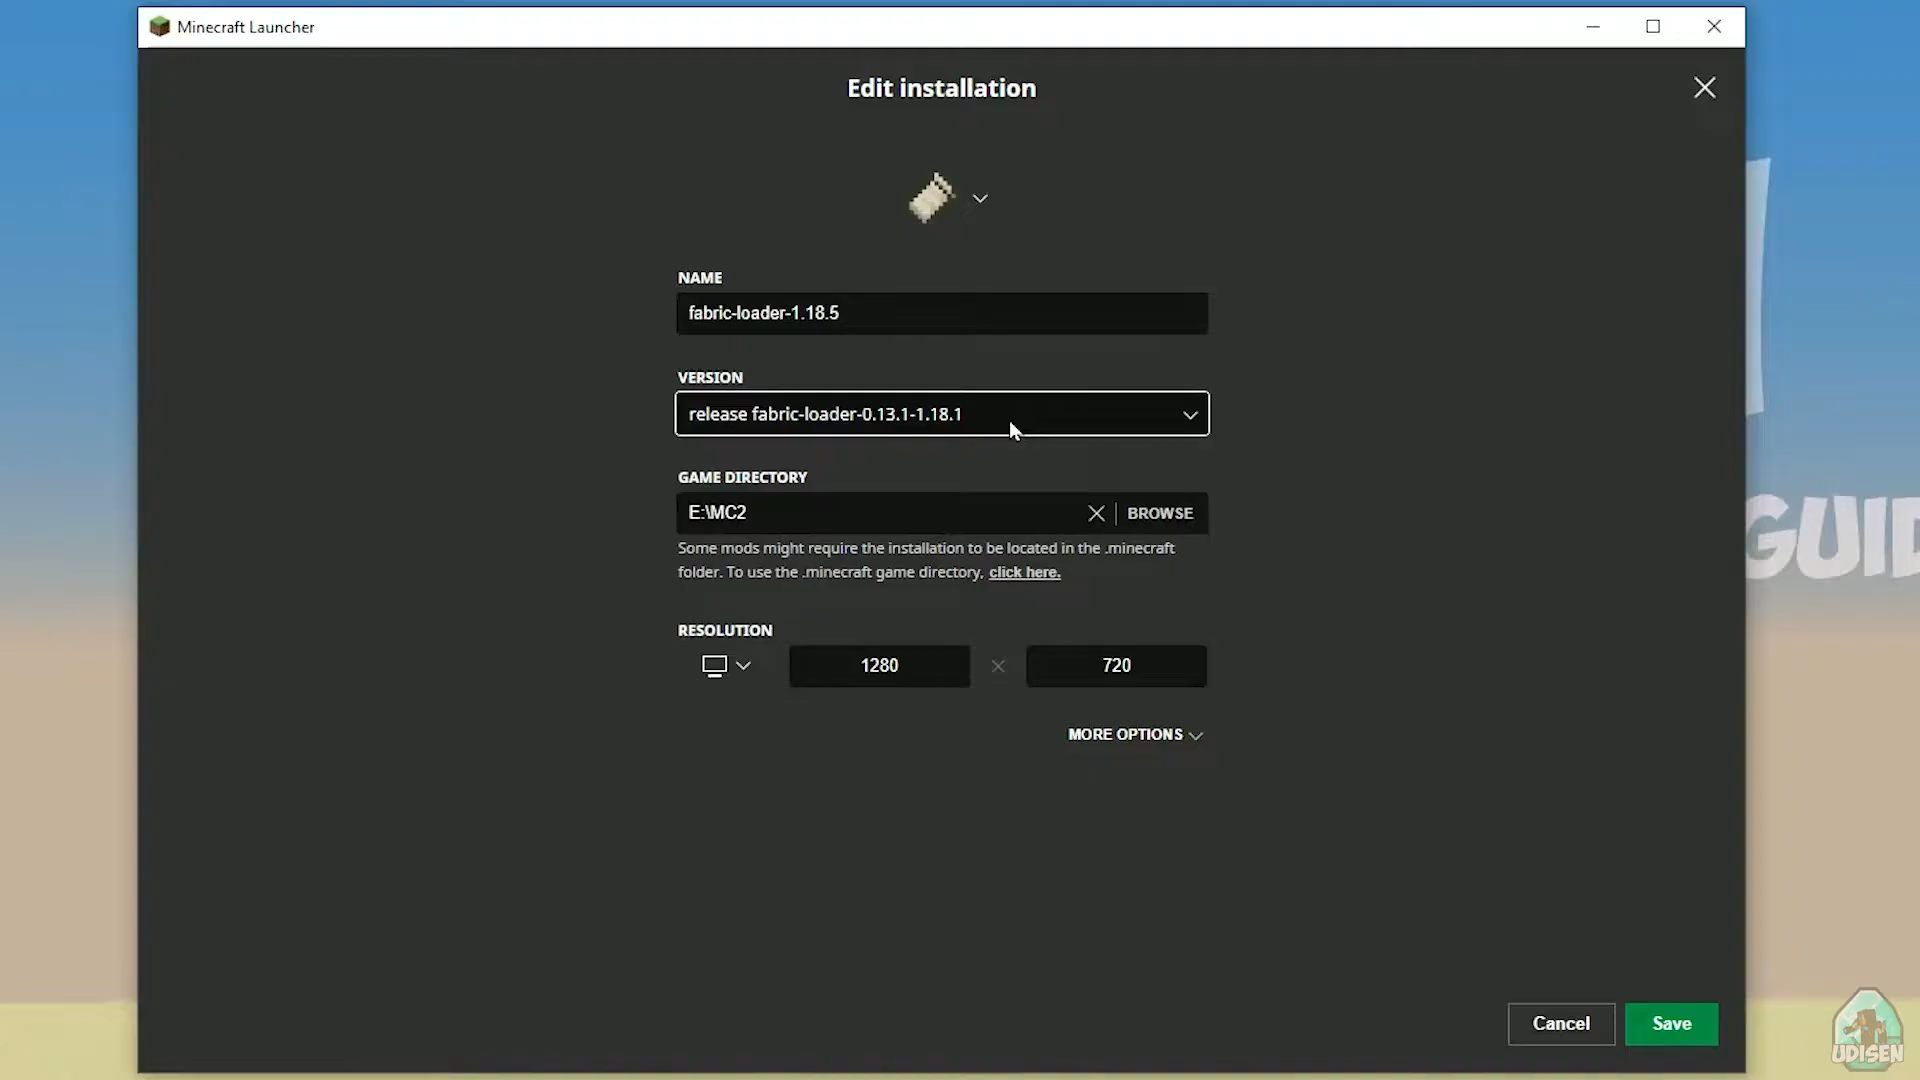 Minecraft Launcher
Edit installation
NAME
fabric-loader-1.18.5
VERSION
release fabric-loader-0.13.1-1.18.1
GAME DIRECTORY
E:\MC2
BROWSE
Some mods might require the installation to be located in the .minecraft
folder. To use the .minecraft game directory, click here.
RESOLUTION
1280
720
MORE OPTIONS
Cancel
Save
GUID
UDISEN